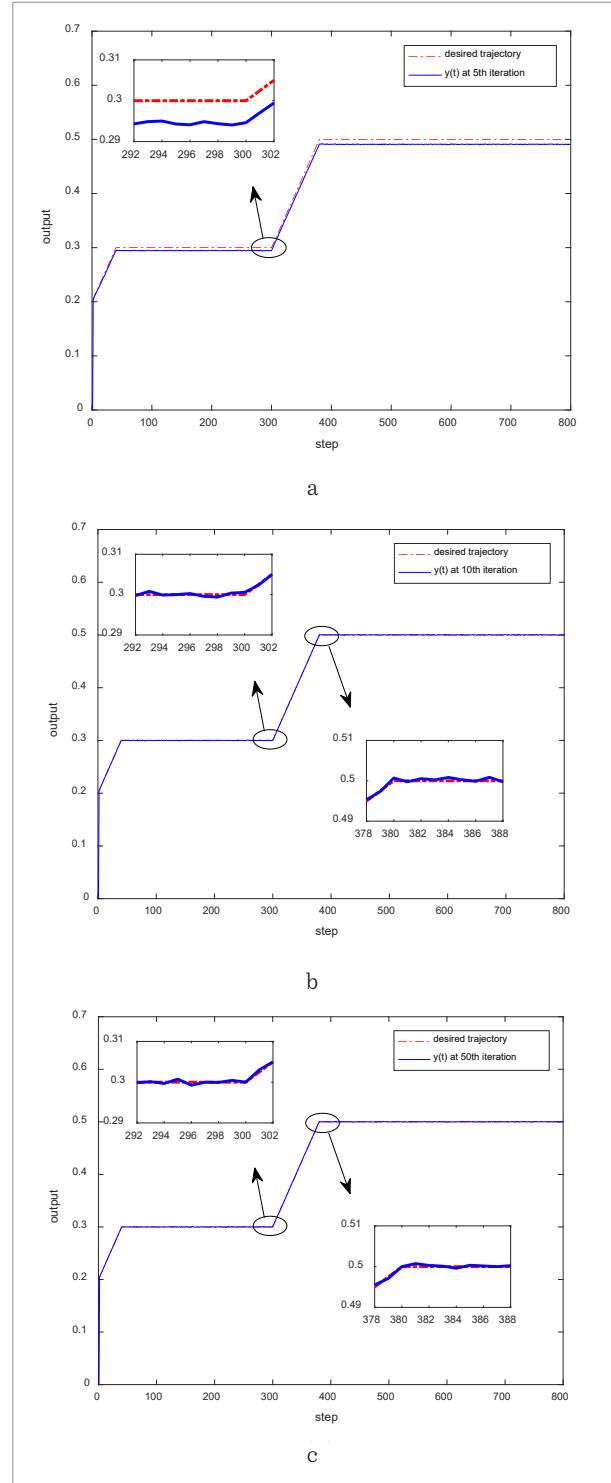 0.7
0.6
0.5
0.4
0.3
0.2
0.1
0
output
0 100 200 300 400 500 600 700 800
step
desired trajectory
y(t) at 5th iteration
0.31
0.3
0.29
292 294 296 298 300 302
a
0.7
0.6
0.5
0.4
0.3
0.2
0.1
0
output
0 100 200 300 400 500 600 700 800
step
desired trajectory
y(t) at 10th iteration
0.31
0.3
0.29
292 294 296 298 300 302
0.51
0.5
0.49
378 380 382 384 386 388
b
0.7
0.6
0.5
0.4
0.3
0.2
0.1
0
output
0 100 200 300 400 500 600 700 800
step
desired trajectory
y(t) at 50th iteration
0.31
0.3
0.29
292 294 296 298 300 302
0.51
0.5
0.49
378 380 382 384 386 388
c